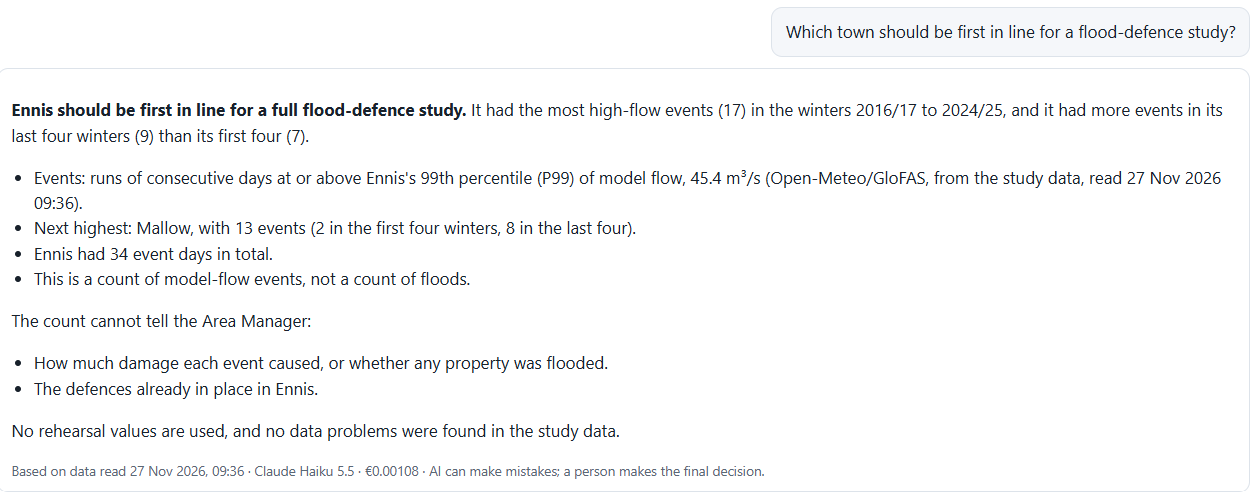 Which town should be first in line for a flood-defence study?
Ennis should be first in line for a full flood-defence study. It had the most high-flow events (17) in the winters 2016/17 to 2024/25, and it had more events in its
last four winters (9) than its first four (7).
• Events: runs of consecutive days at or above Ennis's 99th percentile (P99) of model flow, 45.4 m³/s (Open-Meteo/GloFAS, from the study data, read 27 Nov 2026
09:36).
• Next highest: Mallow, with 13 events (2 in the first four winters, 8 in the last four).
• Ennis had 34 event days in total.
• This is a count of model-flow events, not a count of floods.
The count cannot tell the Area Manager:
• How much damage each event caused, or whether any property was flooded.
• The defences already in place in Ennis.
No rehearsal values are used, and no data problems were found in the study data.
Based on data read 27 Nov 2026, 09:36 · Claude Haiku 5.5 · €0.00108 · AI can make mistakes; a person makes the final decision.